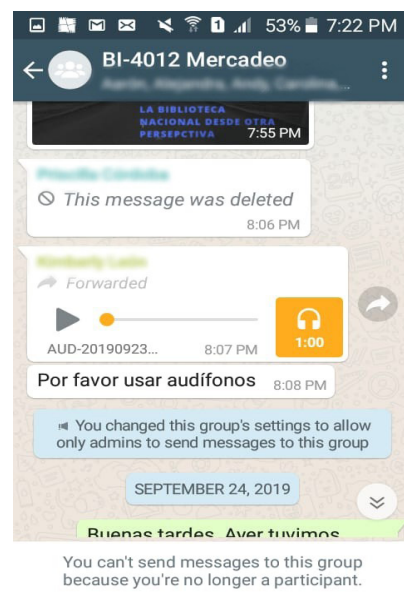 1 53% 7:22 PM
BI-4012 Mercadeo
LA BIBLIOTECA
NACIONAL DESDE OTRA
PERSEPCTIVA 7:55 PM
This message was deleted
8:06 PM
Forwarded
1:00
AUD-20190923... 8:07 PM
Por favor usar audífonos 8:08 PM
You changed this group's settings to allow
only admins to send messages to this group
SEPTEMBER 24, 2019
Buenas tardes. Ayer tuvimos
You can't send messages to this group
because you're no longer a participant.